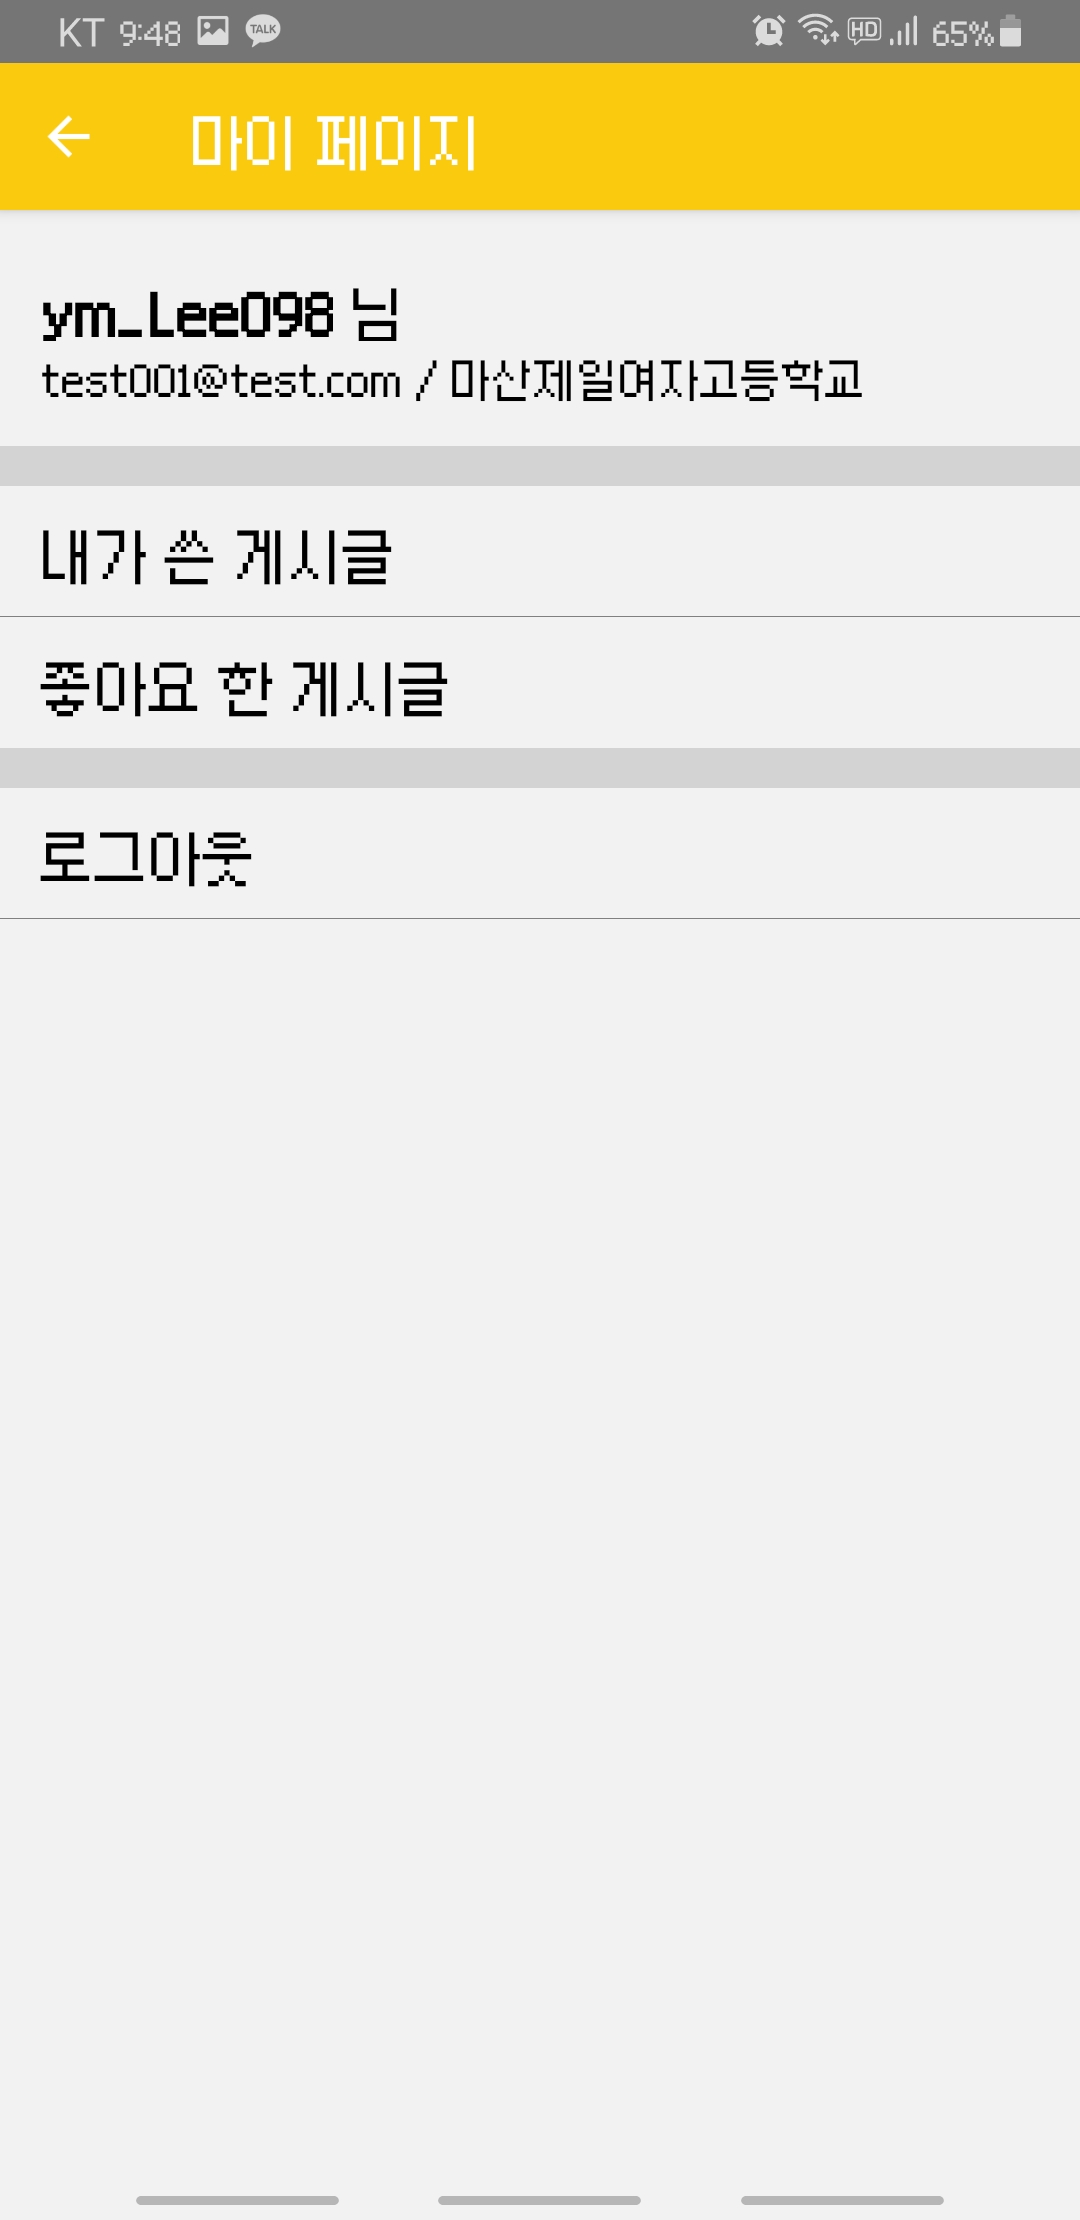 KT 9:48 TALK HD 65%
마이 페이지
ym_Lee098 님
test001@test.com / 마산제일여자고등학교
내가 쓴 게시글
좋아요 한 게시글
로그아웃